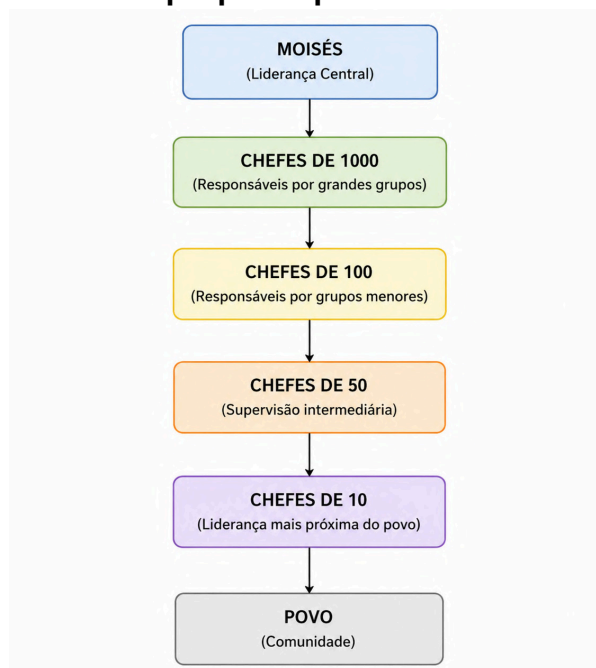 MOISÉS
(Liderança Central)
CHEFES DE 1000
(Responsáveis por grandes grupos)
CHEFES DE 100
(Responsáveis por grupos menores)
CHEFES DE 50
(Supervisão intermediária)
CHEFES DE 10
(Liderança mais próxima do povo)
POVO
(Comunidade)